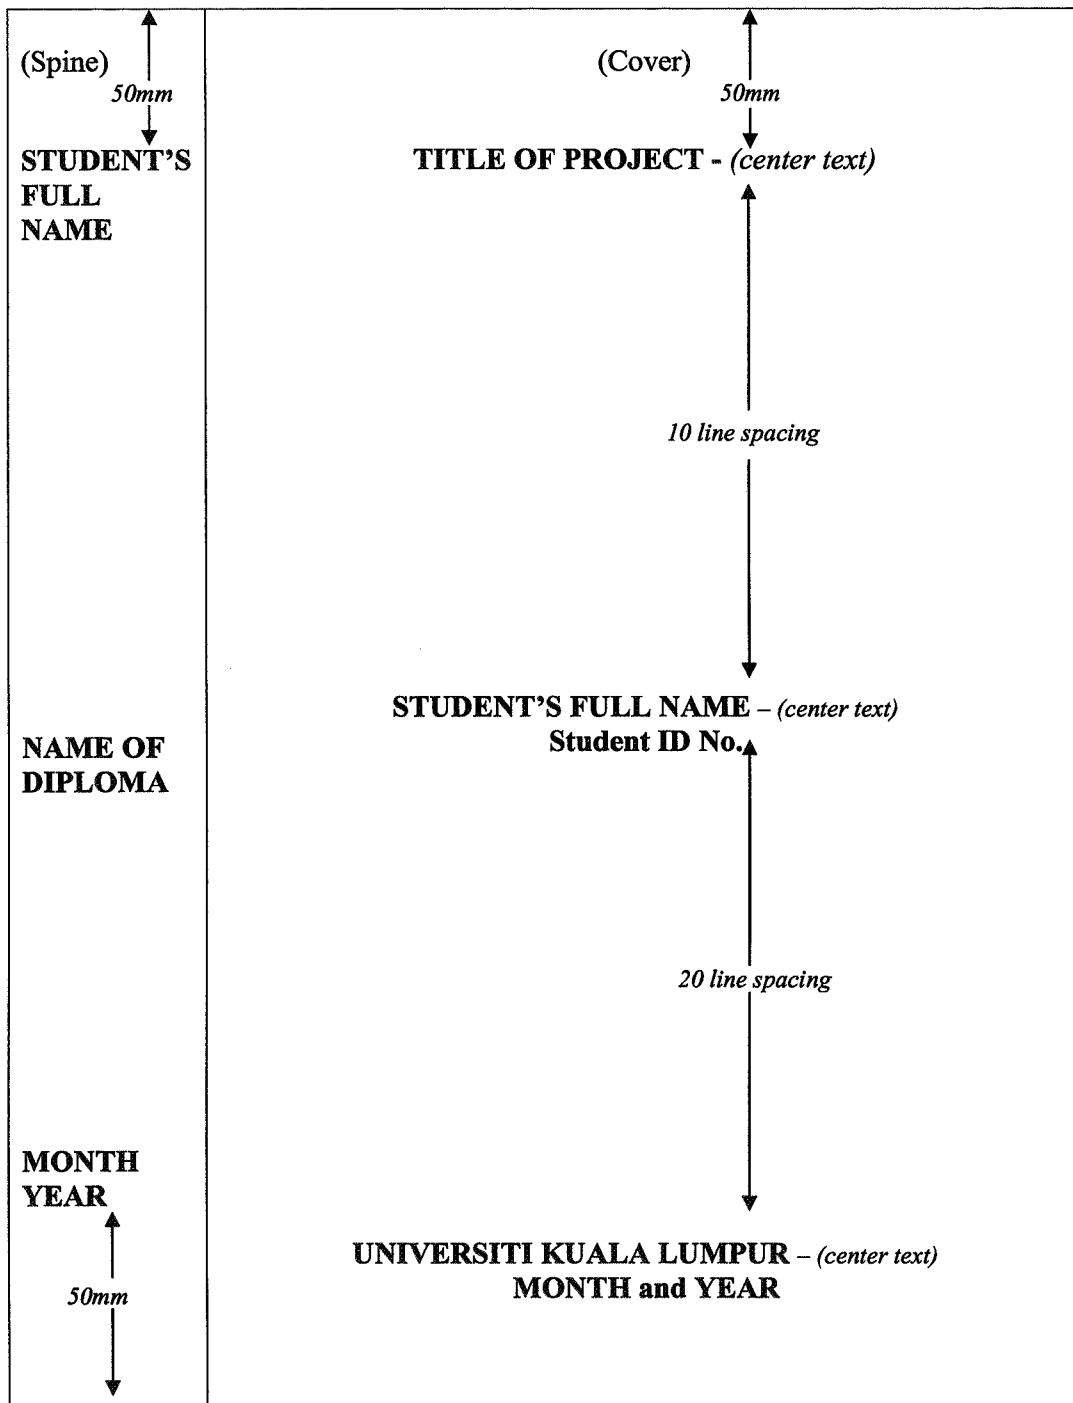 (Spine)
50mm
STUDENT'S
FULL
NAME
NAME OF
DIPLOMA
MONTH
YEAR
50mm
(Cover)
50mm
TITLE OF PROJECT - (center text)
10 line spacing
STUDENT'S FULL NAME – (center text)
Student ID No.
20 line spacing
UNIVERSITI KUALA LUMPUR – (center text)
MONTH and YEAR